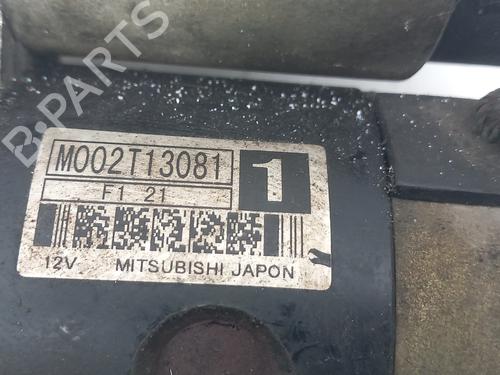 M002T13081
1
F1 21
12V MITSUBISHI JAPON
B-PARTS